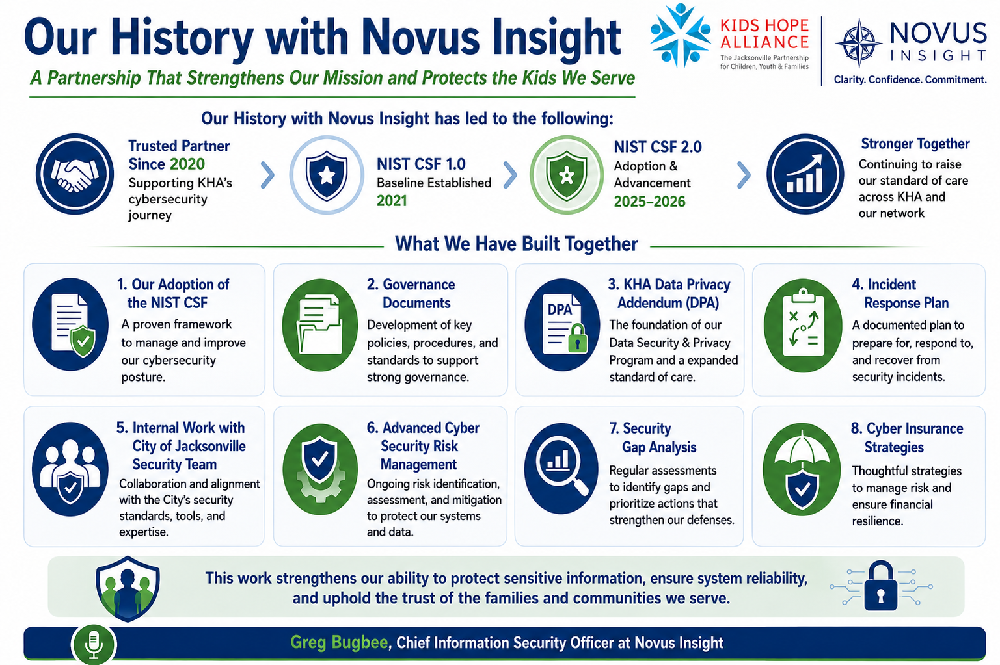 Our History with Novus Insight
A Partnership That Strengthens Our Mission and Protects the Kids We Serve
KIDS HOPE
ALLIANCE
The Jacksonville Partnership
for Children, Youth & Families
NOVUS
INSIGHT
Clarity. Confidence. Commitment.
Our History with Novus Insight has led to the following:
Trusted Partner
Since 2020
Supporting KHA's
cybersecurity
journey
NIST CSF 1.0
Baseline Established
2021
NIST CSF 2.0
Adoption &
Advancement
2025–2026
Stronger Together
Continuing to raise
our standard of care
across KHA and
our network
What We Have Built Together
1. Our Adoption of
the NIST CSF
A proven framework
to manage and improve
our cybersecurity
posture.
2. Governance
Documents
Development of key
policies, procedures, and
standards to support
strong governance.
DPA
3. KHA Data Privacy
Addendum (DPA)
The foundation of our
Data Security & Privacy
Program and a expanded
standard of care.
4. Incident
Response Plan
A documented plan to
prepare for, respond to,
and recover from
security incidents.
5. Internal Work with
City of Jacksonville
Security Team
Collaboration and alignment
with the City's security
standards, tools, and
expertise.
6. Advanced Cyber
Security Risk
Management
Ongoing risk identification,
assessment, and mitigation
to protect our systems
and data.
7. Security
Gap Analysis
Regular assessments
to identify gaps and
prioritize actions that
strengthen our defenses.
8. Cyber Insurance
Strategies
Thoughtful strategies
to manage risk and
ensure financial
resilience.
This work strengthens our ability to protect sensitive information, ensure system reliability,
and uphold the trust of the families and communities we serve.
Greg Bugbee, Chief Information Security Officer at Novus Insight